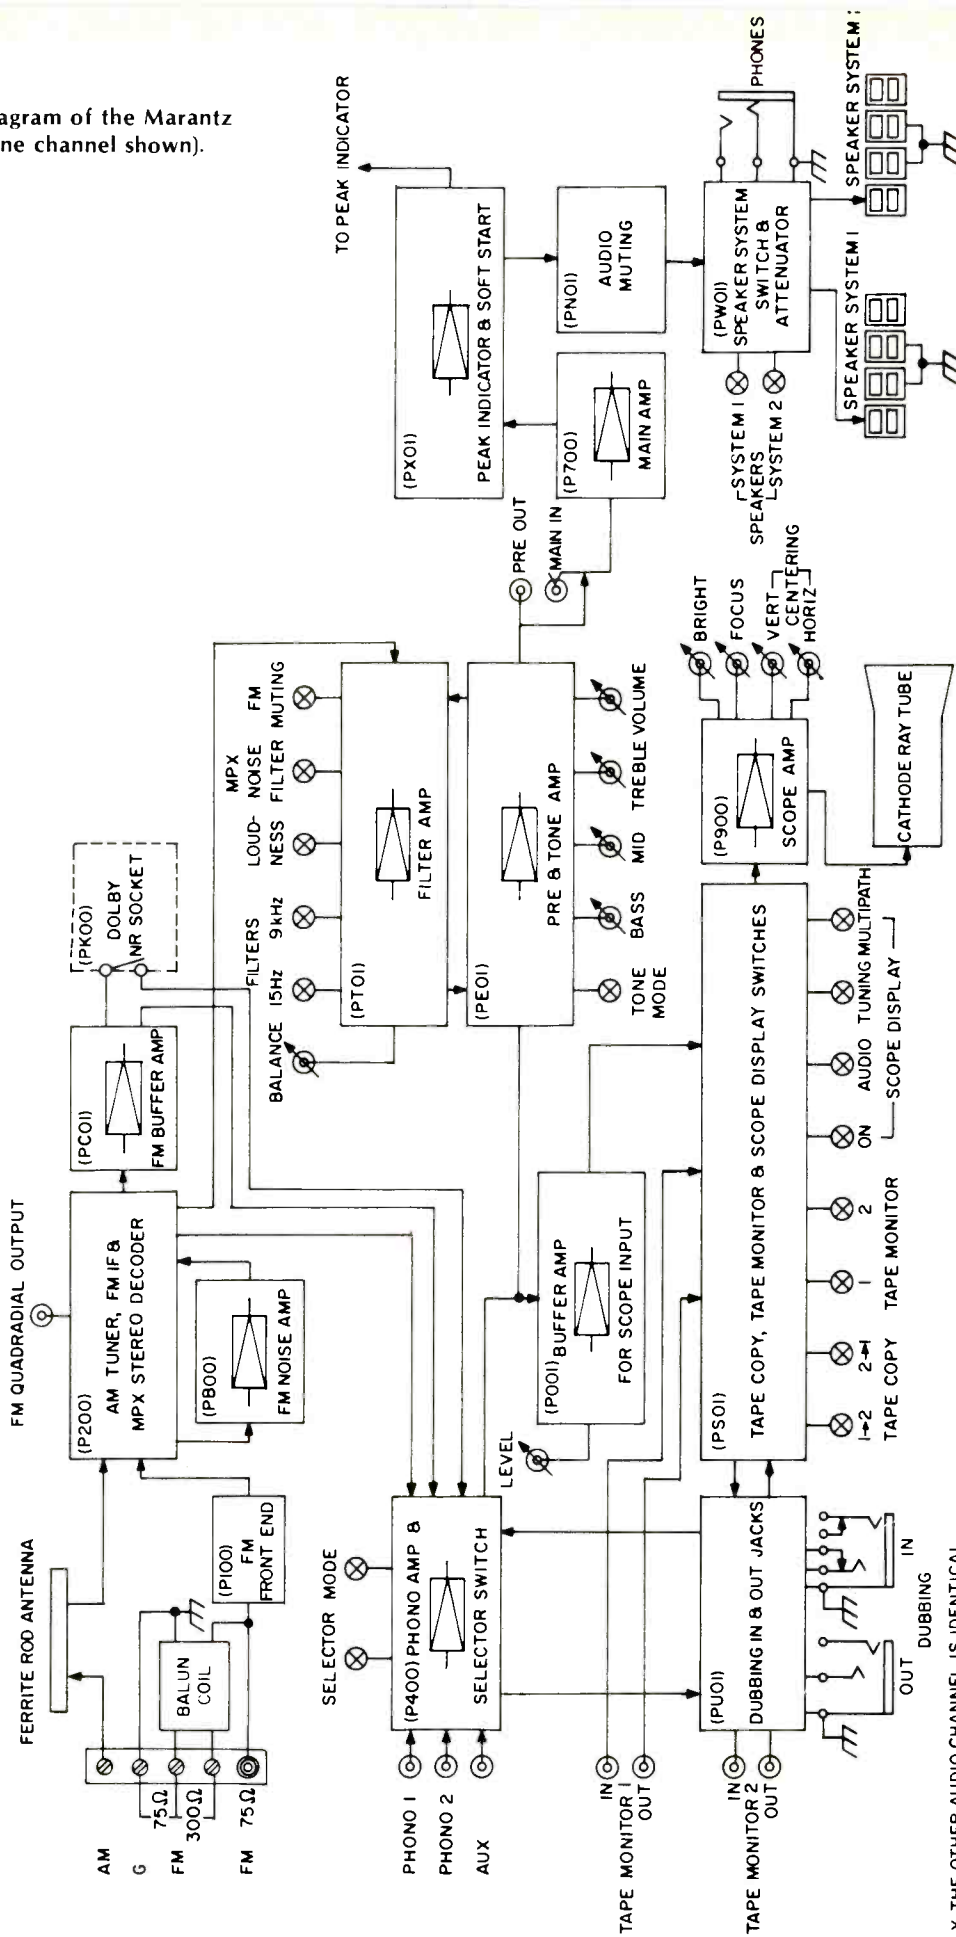 agram of the Marantz
ne channel shown).
FERRITE ROD ANTENNA
AM
G
FM
FM
75Ω
300Ω
75Ω
BALUN
COIL
(P100)
FM
FRONT END
FM QUADRADIAL OUTPUT
(P200)
AM TUNER, FM IF &
MPX STEREO DECODER
(PB00)
FM NOISE AMP
(PC01)
FM BUFFER AMP
(PK00)
DOLBY
NR SOCKET
SELECTOR MODE
PHONO 1
PHONO 2
AUX
(P400) PHONO AMP &
SELECTOR SWITCH
BALANCE
FILTERS
15Hz 9kHz
LOUD-
NESS
MPX
NOISE
FILTER
FM
MUTING
(PT01)
FILTER AMP
(PE01)
PRE & TONE AMP
TONE
MODE
BASS
MID
TREBLE
VOLUME
PRE OUT
MAIN IN
TO PEAK INDICATOR
(PX01)
PEAK INDICATOR & SOFT START
(P700)
MAIN AMP
(PN01)
AUDIO
MUTING
(PW01)
SPEAKER SYSTEM
SWITCH &
ATTENUATOR
PHONES
SYSTEM 1
SPEAKERS
SYSTEM 2
SPEAKER SYSTEM 1
SPEAKER SYSTEM
LEVEL
(P001)
BUFFER AMP
FOR SCOPE INPUT
IN
TAPE MONITOR 1
OUT
IN
TAPE MONITOR 2
OUT
(PU01)
DUBBING IN & OUT JACKS
OUT
IN
DUBBING
(PS01)
TAPE COPY, TAPE MONITOR & SCOPE DISPLAY SWITCHES
1→2 2→1
TAPE COPY
1 2
TAPE MONITOR
ON AUDIO TUNING MULTIPATH
SCOPE DISPLAY
(P900)
SCOPE AMP
BRIGHT
FOCUS
VERT
CENTERING
HORIZ
CATHODE RAY TUBE
X THE OTHER AUDIO CHANNEL IS IDENTICAL